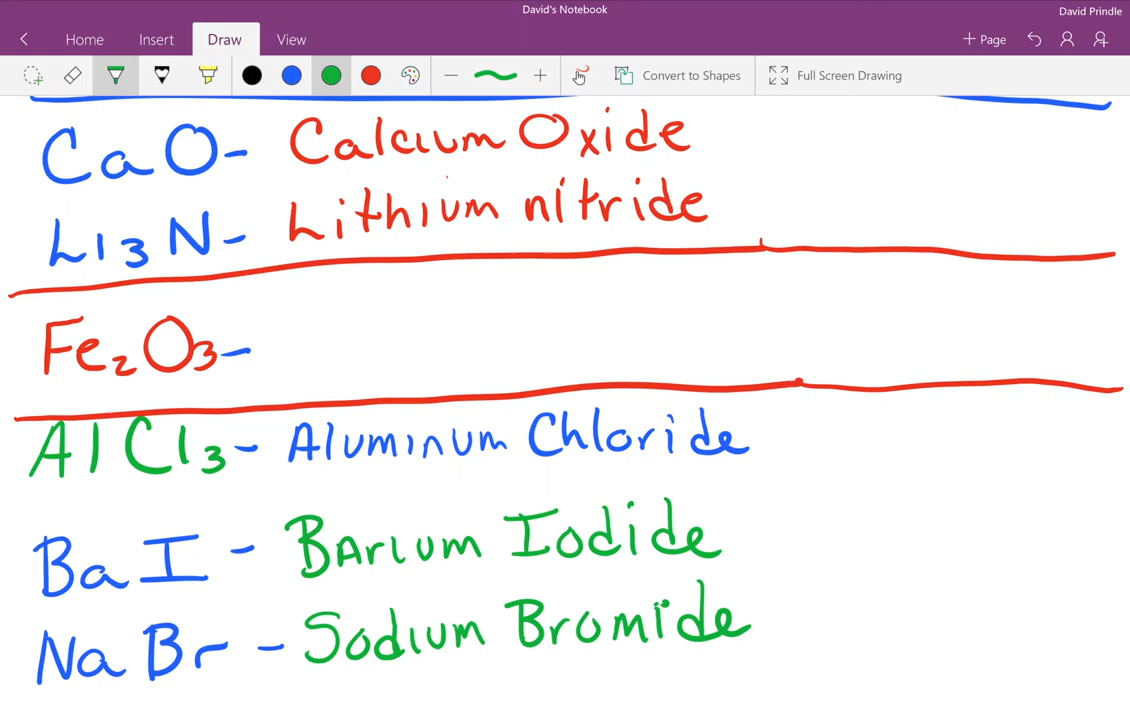 David's Notebook
David Prindle
Home Insert Draw View + Page
Convert to Shapes Full Screen Drawing
CaO- Calcium Oxide
Li3N- Lithium nitride
Fe2O3-
AlCl3- Aluminum Chloride
BaI - Barium Iodide
NaBr - Sodium Bromide